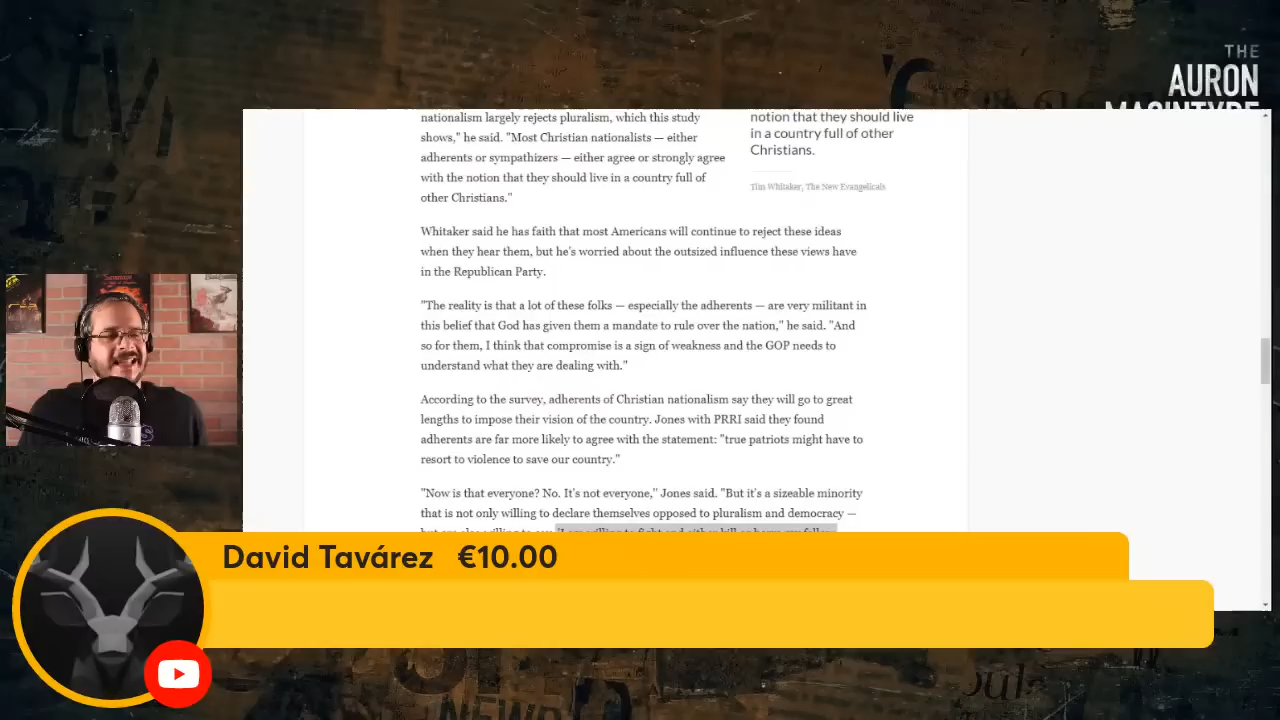 THE
AURON
MACINTYRE
nationalism largely rejects pluralism, which this study
shows," he said. "Most Christian nationalists — either
adherents or sympathizers — either agree or strongly agree
with the notion that they should live in a country full of
other Christians."
notion that they should live
in a country full of other
Christians.
Tim Whitaker, The New Evangelicals
Whitaker said he has faith that most Americans will continue to reject these ideas
when they hear them, but he's worried about the outsized influence these views have
in the Republican Party.
"The reality is that a lot of these folks — especially the adherents — are very militant in
this belief that God has given them a mandate to rule over the nation," he said. "And
so for them, I think that compromise is a sign of weakness and the GOP needs to
understand what they are dealing with."
According to the survey, adherents of Christian nationalism say they will go to great
lengths to impose their vision of the country. Jones with PRRI said they found
adherents are far more likely to agree with the statement: "true patriots might have to
resort to violence to save our country."
"Now is that everyone? No. It's not everyone," Jones said. "But it's a sizeable minority
that is not only willing to declare themselves opposed to pluralism and democracy —
David Tavárez €10.00